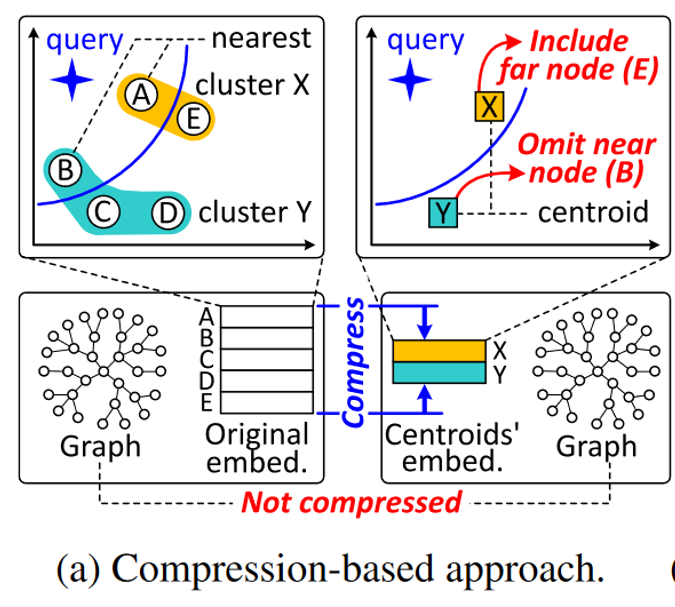 query
nearest
cluster X
A
E
B
C
D
cluster Y
query
Include
far node (E)
X
Omit near
node (B)
Y
centroid
A
B
C
D
E
Graph
Original
embed.
Compress
X
Y
Centroids'
embed.
Graph
Not compressed
(a) Compression-based approach.